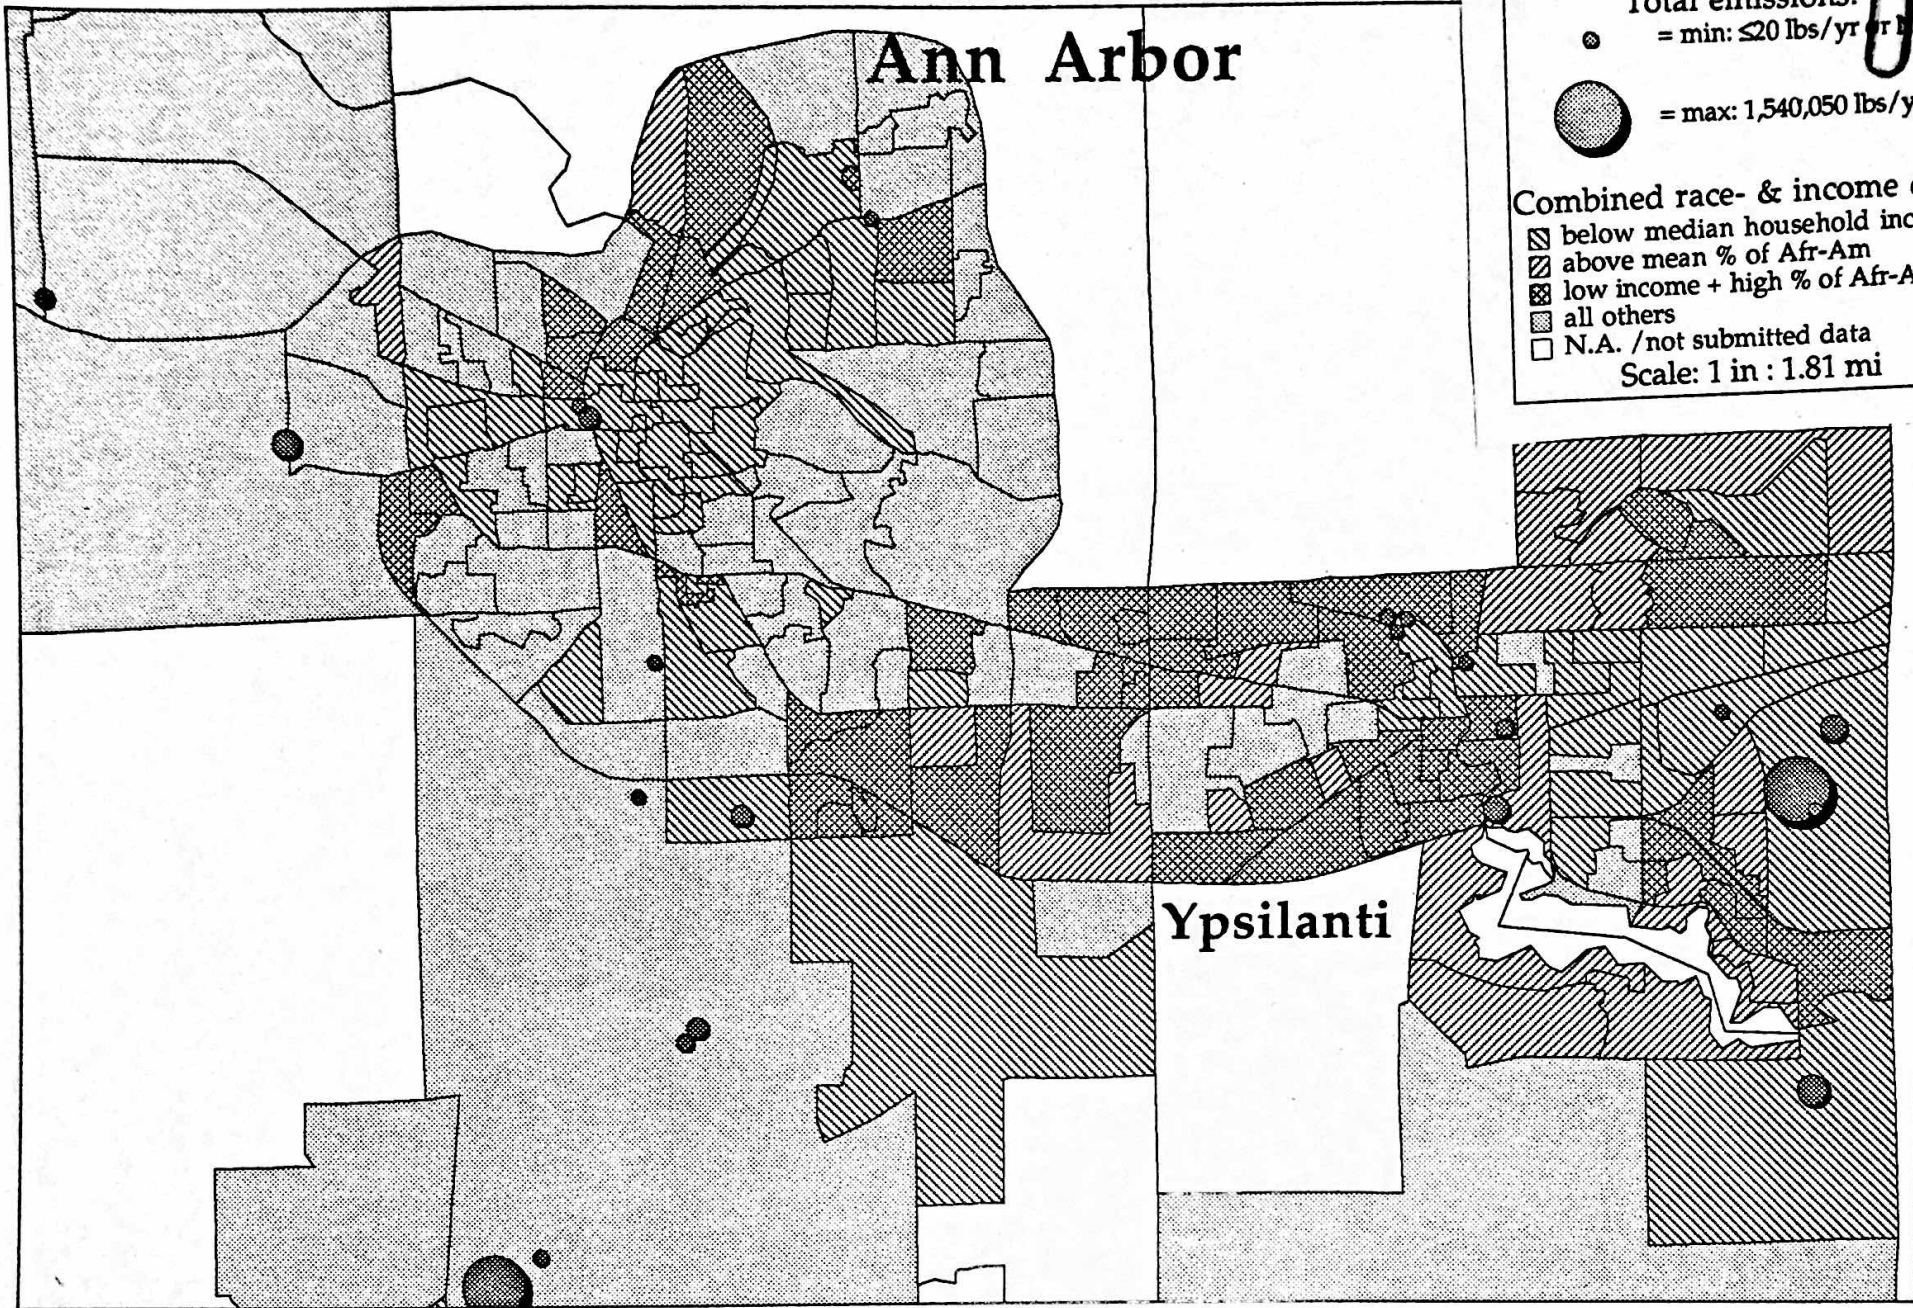 Total emissions:
= min: ≤20 lbs/yr or
Ann Arbor
= max: 1,540,050 lbs/y
Combined race- & income
below median household inc
above mean % of Afr-Am
low income + high % of Afr-A
all others
N.A. /not submitted data
Scale: 1 in : 1.81 mi
Ypsilanti